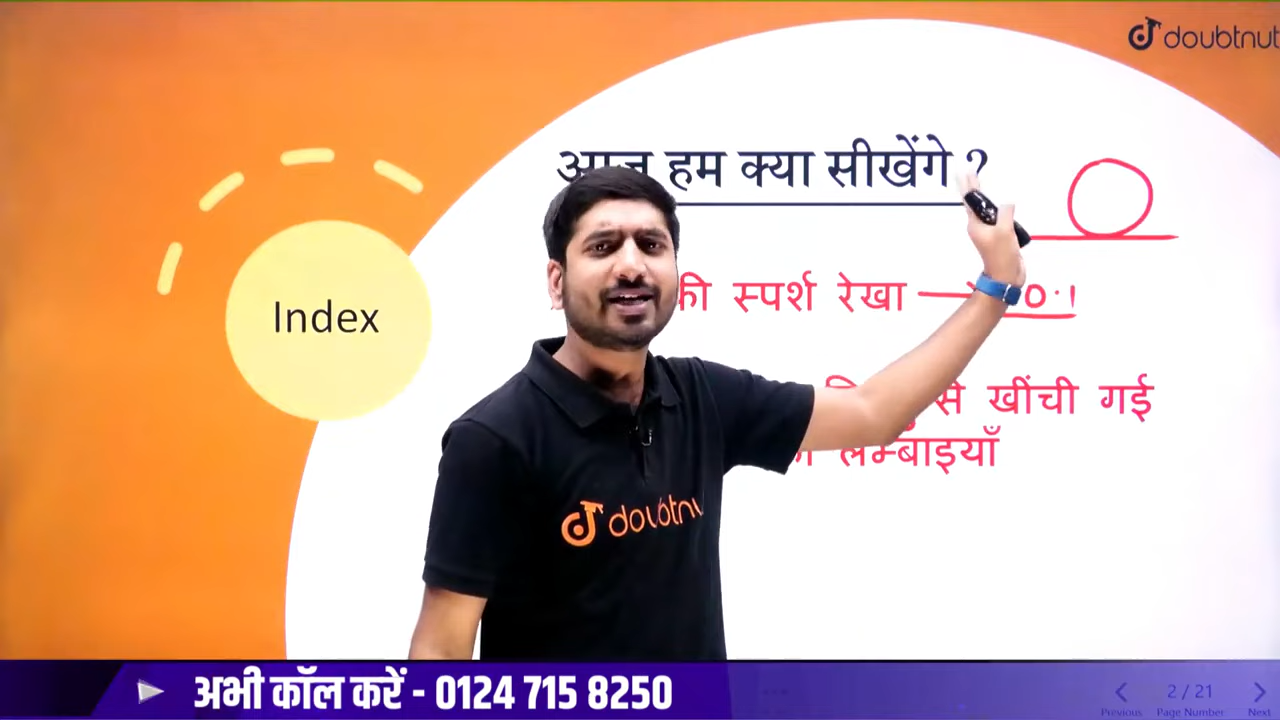 doubtnut
आज हम क्या सीखेंगे ?
Index
की स्पर्श रेखा
से खींची गई
लम्बाइयाँ
doubtnu
अभी कॉल करें - 0124 715 8250
2 / 21
Previous Page Number Next